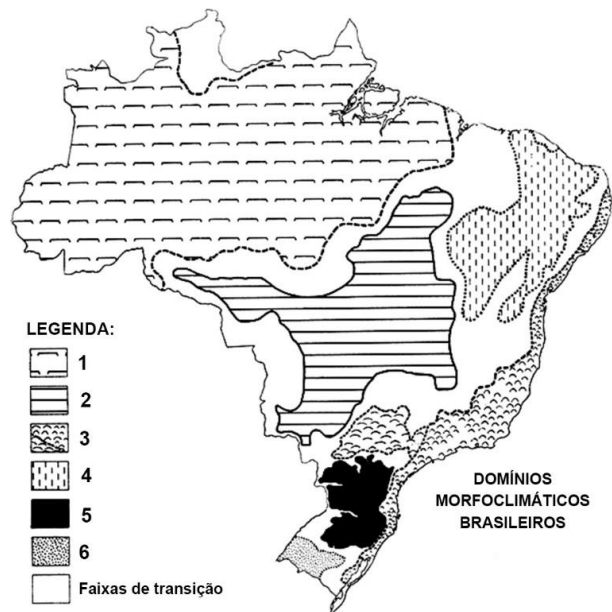 LEGENDA:
1
2
3
4
5
6
Faixas de transição
DOMÍNIOS
MORFOCLIMÁTICOS
BRASILEIROS